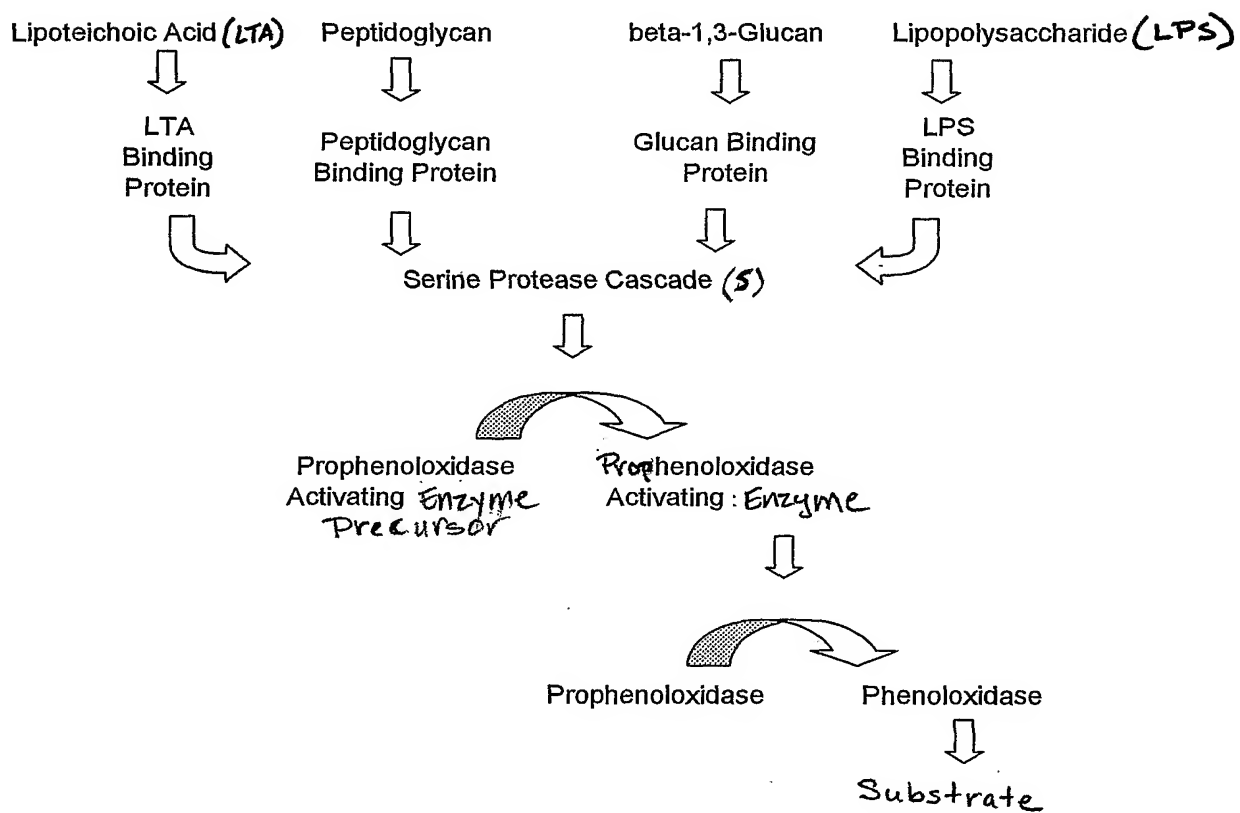 Lipoteichoic Acid (LTA)
Peptidoglycan
beta-1,3-Glucan
Lipopolysaccharide (LPS)
LTA
Binding
Protein
Peptidoglycan
Binding Protein
Glucan Binding
Protein
LPS
Binding
Protein
Serine Protease Cascade (S)
Prophenoloxidase
Activating Enzyme
Precursor
Prophenoloxidase
Activating : Enzyme
Prophenoloxidase
Phenoloxidase
Substrate